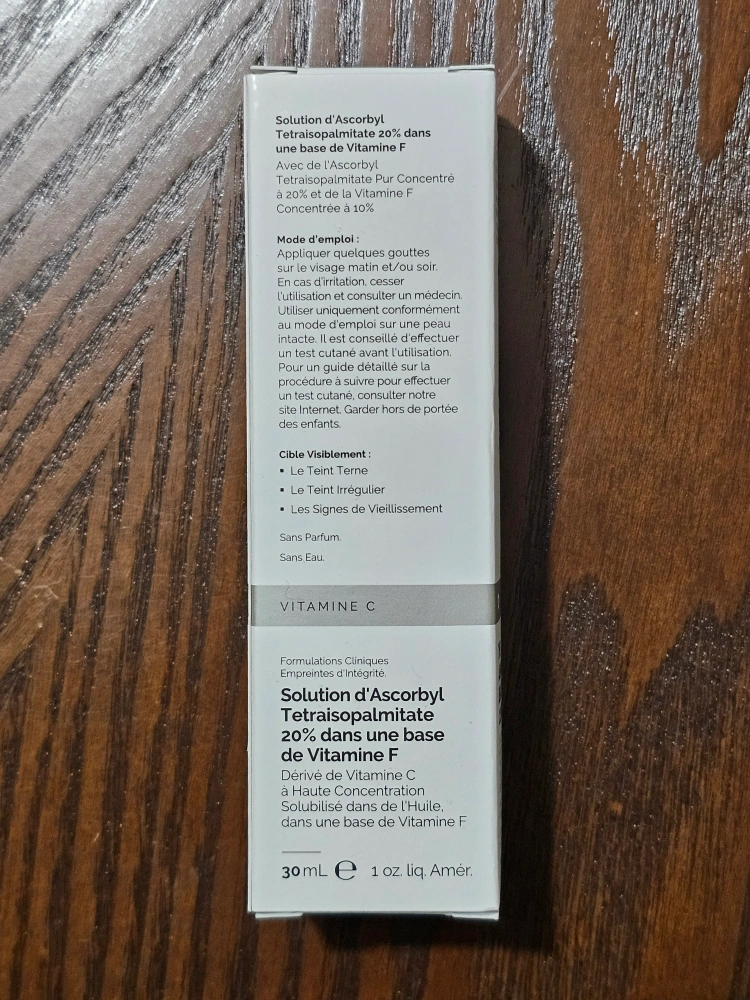 Solution d'Ascorbyl
Tetraisopalmitate 20% dans
une base de Vitamine F
Avec de l'Ascorbyl
Tetraisopalmitate Pur Concentré
à 20% et de la Vitamine F
Concentrée à 10%
Mode d'emploi :
Appliquer quelques gouttes
sur le visage matin et/ou soir.
En cas d'irritation, cesser
l'utilisation et consulter un médecin.
Utiliser uniquement conformément
au mode d'emploi sur une peau
intacte. Il est conseillé d'effectuer
un test cutané avant l'utilisation.
Pour un guide détaillé sur la
procédure à suivre pour effectuer
un test cutané, consulter notre
site Internet. Garder hors de portée
des enfants.
Cible Visiblement :
▪ Le Teint Terne
▪ Le Teint Irrégulier
▪ Les Signes de Vieillissement
Sans Parfum.
Sans Eau.
VITAMINE C
Formulations Cliniques
Empreintes d'Intégrité.
Solution d'Ascorbyl
Tetraisopalmitate
20% dans une base
de Vitamine F
Dérivé de Vitamine C
à Haute Concentration
Solubilisé dans de l'Huile,
dans une base de Vitamine F
30 mL ℮ 1 oz. liq. Amér.